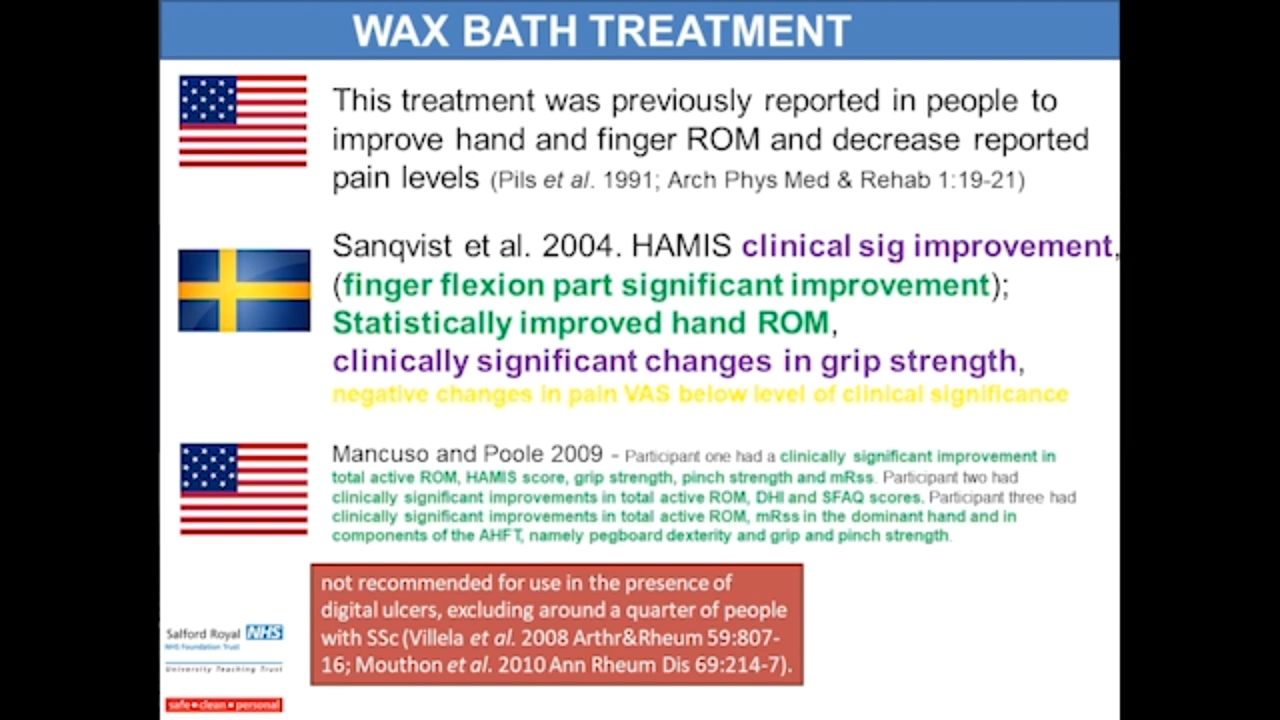 WAX BATH TREATMENT
This treatment was previously reported in people to
improve hand and finger ROM and decrease reported
pain levels (Pils et al. 1991; Arch Phys Med & Rehab 1:19-21)
Sanqvist et al. 2004. HAMIS clinical sig improvement,
(finger flexion part significant improvement);
Statistically improved hand ROM,
clinically significant changes in grip strength,
negative changes in pain VAS below level of clinical significance
Mancuso and Poole 2009 - Participant one had a clinically significant improvement in
total active ROM, HAMIS score, grip strength, pinch strength and mRss. Participant two had
clinically significant improvements in total active ROM, DHI and SFAQ scores. Participant three had
clinically significant improvements in total active ROM, mRss in the dominant hand and in
components of the AHFT, namely pegboard dexterity and grip and pinch strength.
not recommended for use in the presence of
digital ulcers, excluding around a quarter of people
with SSc (Villela et al. 2008 Arthr&Rheum 59:807-
16; Mouthon et al. 2010 Ann Rheum Dis 69:214-7).
Salford Royal NHS
NHS Foundation Trust
University Teaching Trust
safe•clean•personal